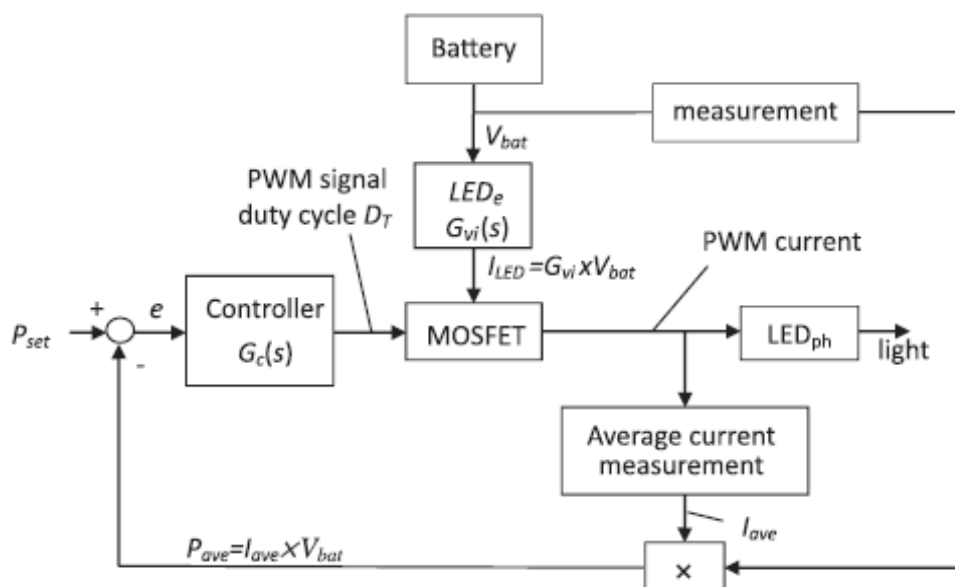 Battery
measurement
V_bat
PWM signal
duty cycle D_T
LED_e
G_vi(s)
PWM current
I_LED =G_vi xV_bat
+
e
Controller
G_c(s)
P_set
-
MOSFET
LED_ph
light
Average current
measurement
I_ave
P_ave=I_ave×V_bat
×